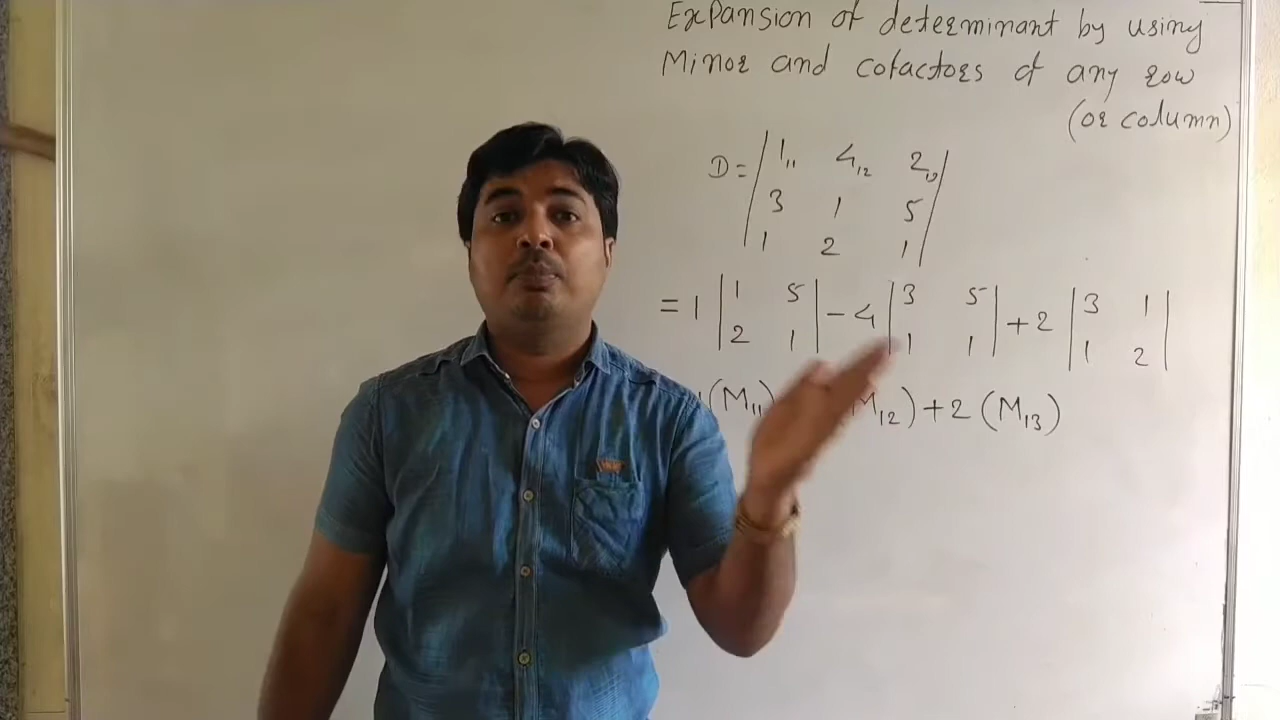 Expansion of determinant by using
Minor and cofactors of any row
(or column)
D = | 1₁₁ 4₁₂ 2₁₃ |
3 1 5
1 2 1
= 1 | 1 5 | - 4 | 3 5 | + 2 | 3 1 |
2 1 1 1 1 2
(M₁₁) M₁₂) + 2 (M₁₃)